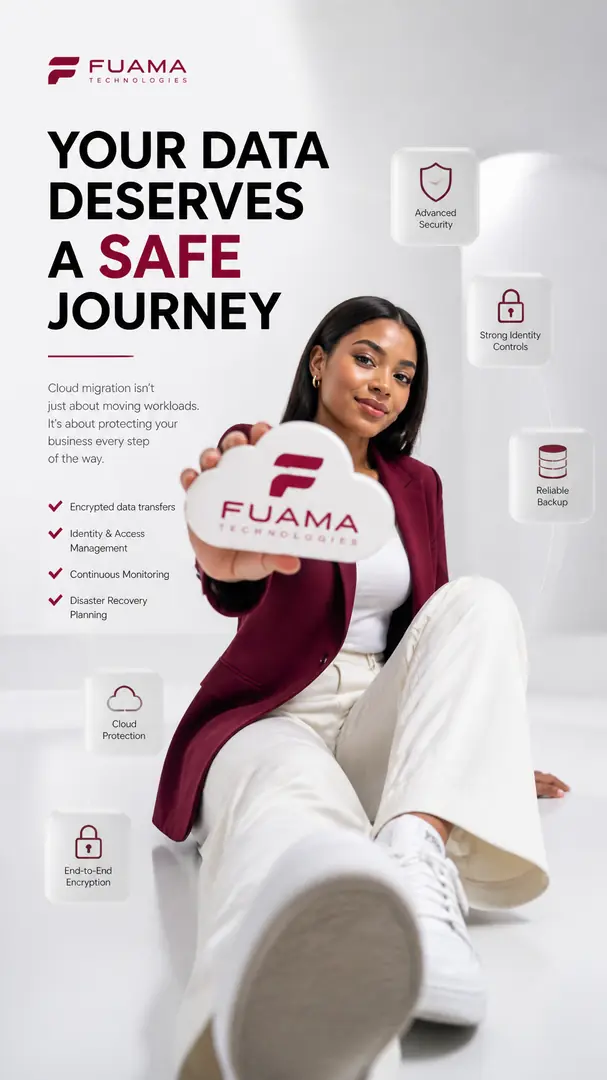 FUAMA
TECHNOLOGIES
YOUR DATA
DESERVES
A SAFE
JOURNEY
Cloud migration isn't
just about moving workloads.
It's about protecting your
business every step
of the way.
Encrypted data transfers
Identity & Access
Management
Continuous Monitoring
Disaster Recovery
Planning
Advanced
Security
Strong Identity
Controls
Reliable
Backup
FUAMA
TECHNOLOGIES
Cloud
Protection
End-to-End
Encryption